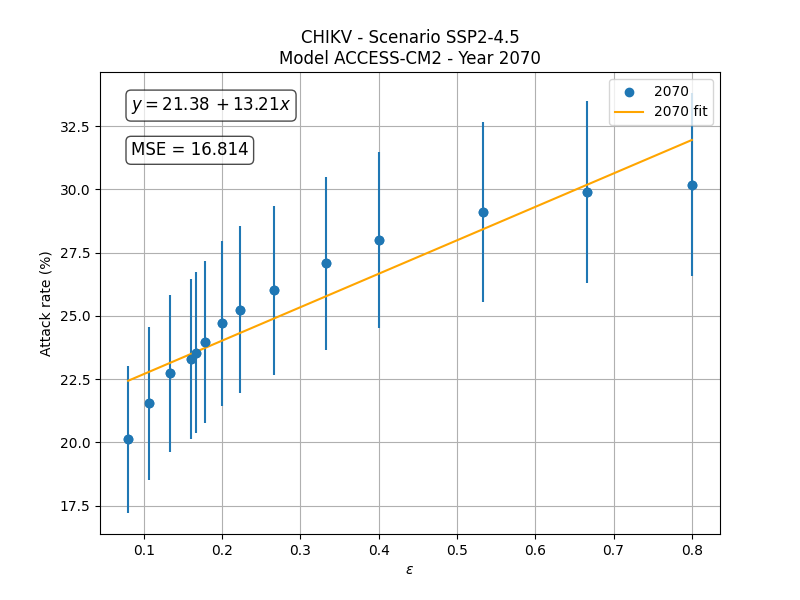 CHIKV - Scenario SSP2-4.5
Model ACCESS-CM2 - Year 2070
y = 21.38 + 13.21x
MSE = 16.814
2070
2070 fit
Attack rate (%)
32.5
30.0
27.5
25.0
22.5
20.0
17.5
0.1 0.2 0.3 0.4 0.5 0.6 0.7 0.8
ε